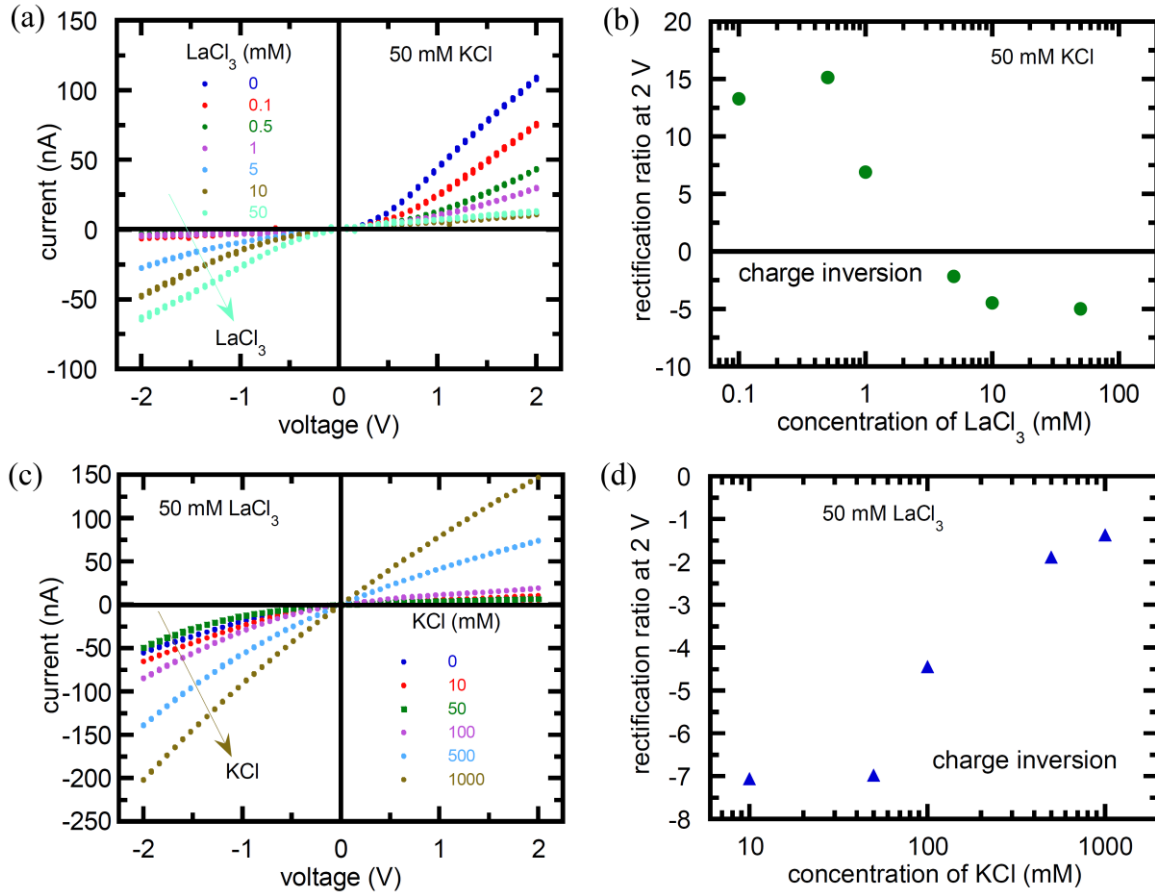 (a)
150
100
50
0
-50
-100
current (nA)
LaCl3 (mM)
0
0.1
0.5
1
5
10
50
50 mM KCl
LaCl3
-2 -1 0 1 2
voltage (V)
(b)
20
15
10
5
0
-5
-10
rectification ratio at 2 V
50 mM KCl
charge inversion
0.1 1 10 100
concentration of LaCl3 (mM)
(c)
150
100
50
0
-50
-100
-150
-200
-250
current (nA)
50 mM LaCl3
KCl (mM)
0
10
50
100
500
1000
KCl
-2 -1 0 1 2
voltage (V)
(d)
0
-1
-2
-3
-4
-5
-6
-7
-8
rectification ratio at 2 V
50 mM LaCl3
charge inversion
10 100 1000
concentration of KCl (mM)